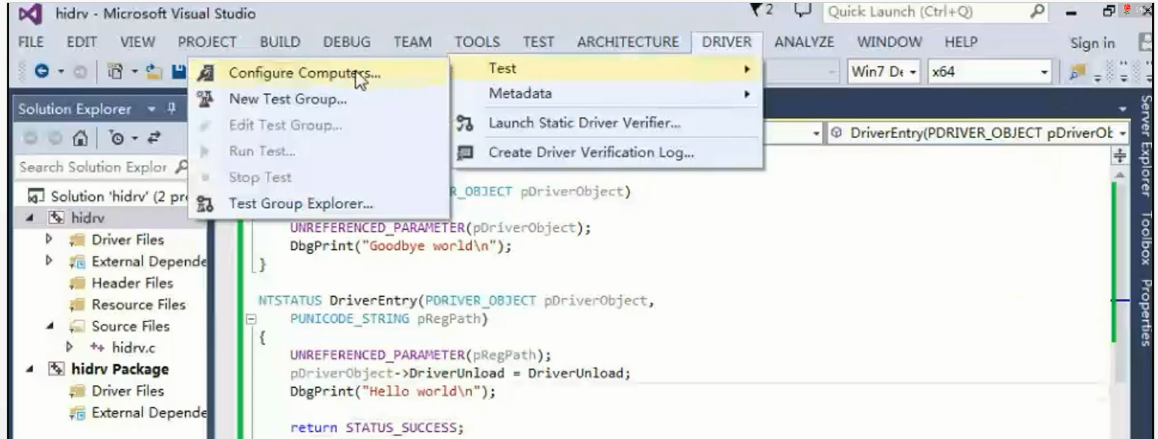 hidrv - Microsoft Visual Studio
2
Quick Launch (Ctrl+Q)
FILE EDIT VIEW PROJECT BUILD DEBUG TEAM TOOLS TEST ARCHITECTURE DRIVER ANALYZE WINDOW HELP Sign in
Configure Computers...
New Test Group...
Edit Test Group...
Run Test...
Stop Test
Test Group Explorer...
Test
Metadata
Launch Static Driver Verifier...
Create Driver Verification Log...
Win7 De
x64
Solution Explorer
Search Solution Explor
Solution 'hidrv' (2 pr
hidrv
Driver Files
External Depende
Header Files
Resource Files
Source Files
hidrv.c
hidrv Package
Driver Files
External Depende
DriverEntry(PDRIVER_OBJECT pDriverOt
R_OBJECT pDriverObject)
UNREFERENCED_PARAMETER(pDriverObject);
DbgPrint("Goodbye world\n");
}
NTSTATUS DriverEntry(PDRIVER_OBJECT pDriverObject,
PUNICODE_STRING pRegPath)
{
UNREFERENCED_PARAMETER(pRegPath);
pDriverObject->DriverUnload = DriverUnload;
DbgPrint("Hello world\n");
return STATUS_SUCCESS;
Server Explorer
Toolbox
Properties